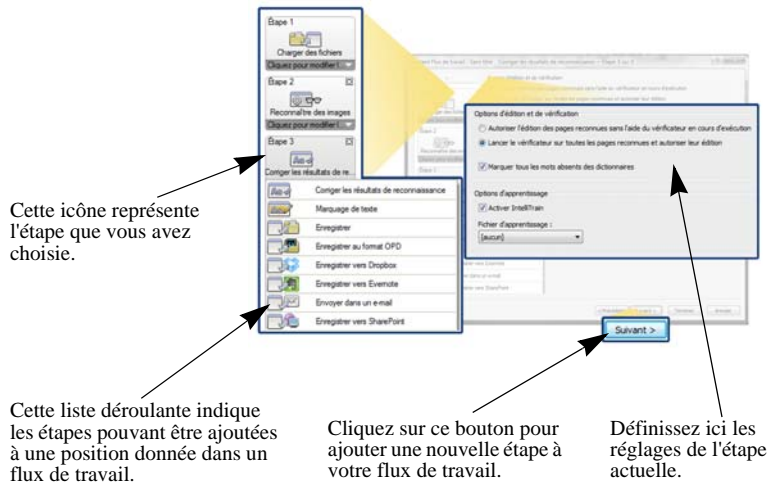 Étape 1
Charger des fichiers
Cliquez pour modifier l...
Étape 2
Reconnaître des images
Cliquez pour modifier l...
Étape 3
Corriger les résultats de re...
Corriger les résultats de reconnaissance
Marquage de texte
Enregistrer
Enregistrer au format OPD
Enregistrer vers Dropbox
Enregistrer vers Evernote
Envoyer dans un e-mail
Enregistrer vers SharePoint
Options d'édition et de vérification
Autoriser l'édition des pages reconnues sans l'aide du vérificateur en cours d'exécution
Lancer le vérificateur sur toutes les pages reconnues et autoriser leur édition
Marquer tous les mots absents des dictionnaires
Options d'apprentissage
Activer IntelliTrain
Fichier d'apprentissage :
[aucun]
Suivant >
Cette icône représente
l'étape que vous avez
choisie.
Cette liste déroulante indique
les étapes pouvant être ajoutées
à une position donnée dans un
flux de travail.
Cliquez sur ce bouton pour
ajouter une nouvelle étape à
votre flux de travail.
Définissez ici les
réglages de l'étape
actuelle.